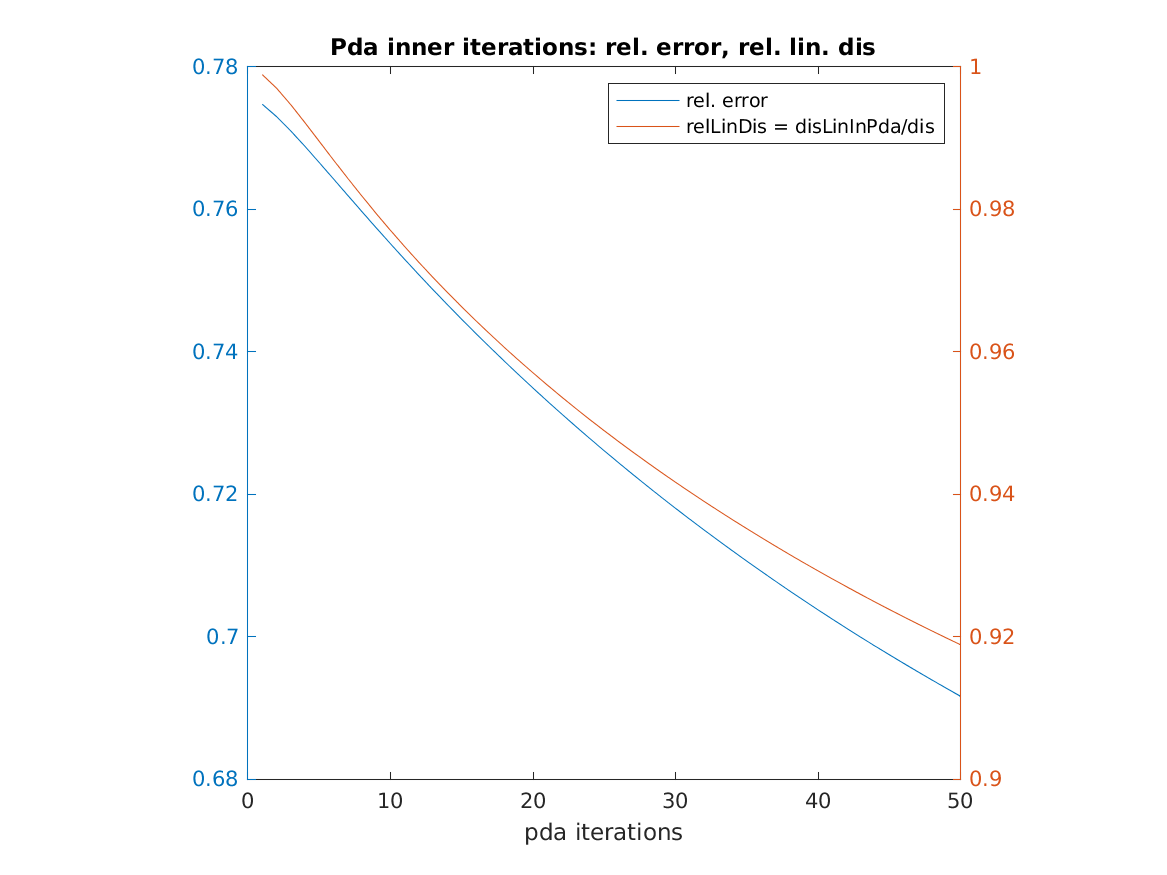 Pda inner iterations: rel. error, rel. lin. dis
0.78
0.76
0.74
0.72
0.7
0.68
1
0.98
0.96
0.94
0.92
0.9
rel. error
relLinDis = disLinInPda/dis
0 10 20 30 40 50
pda iterations